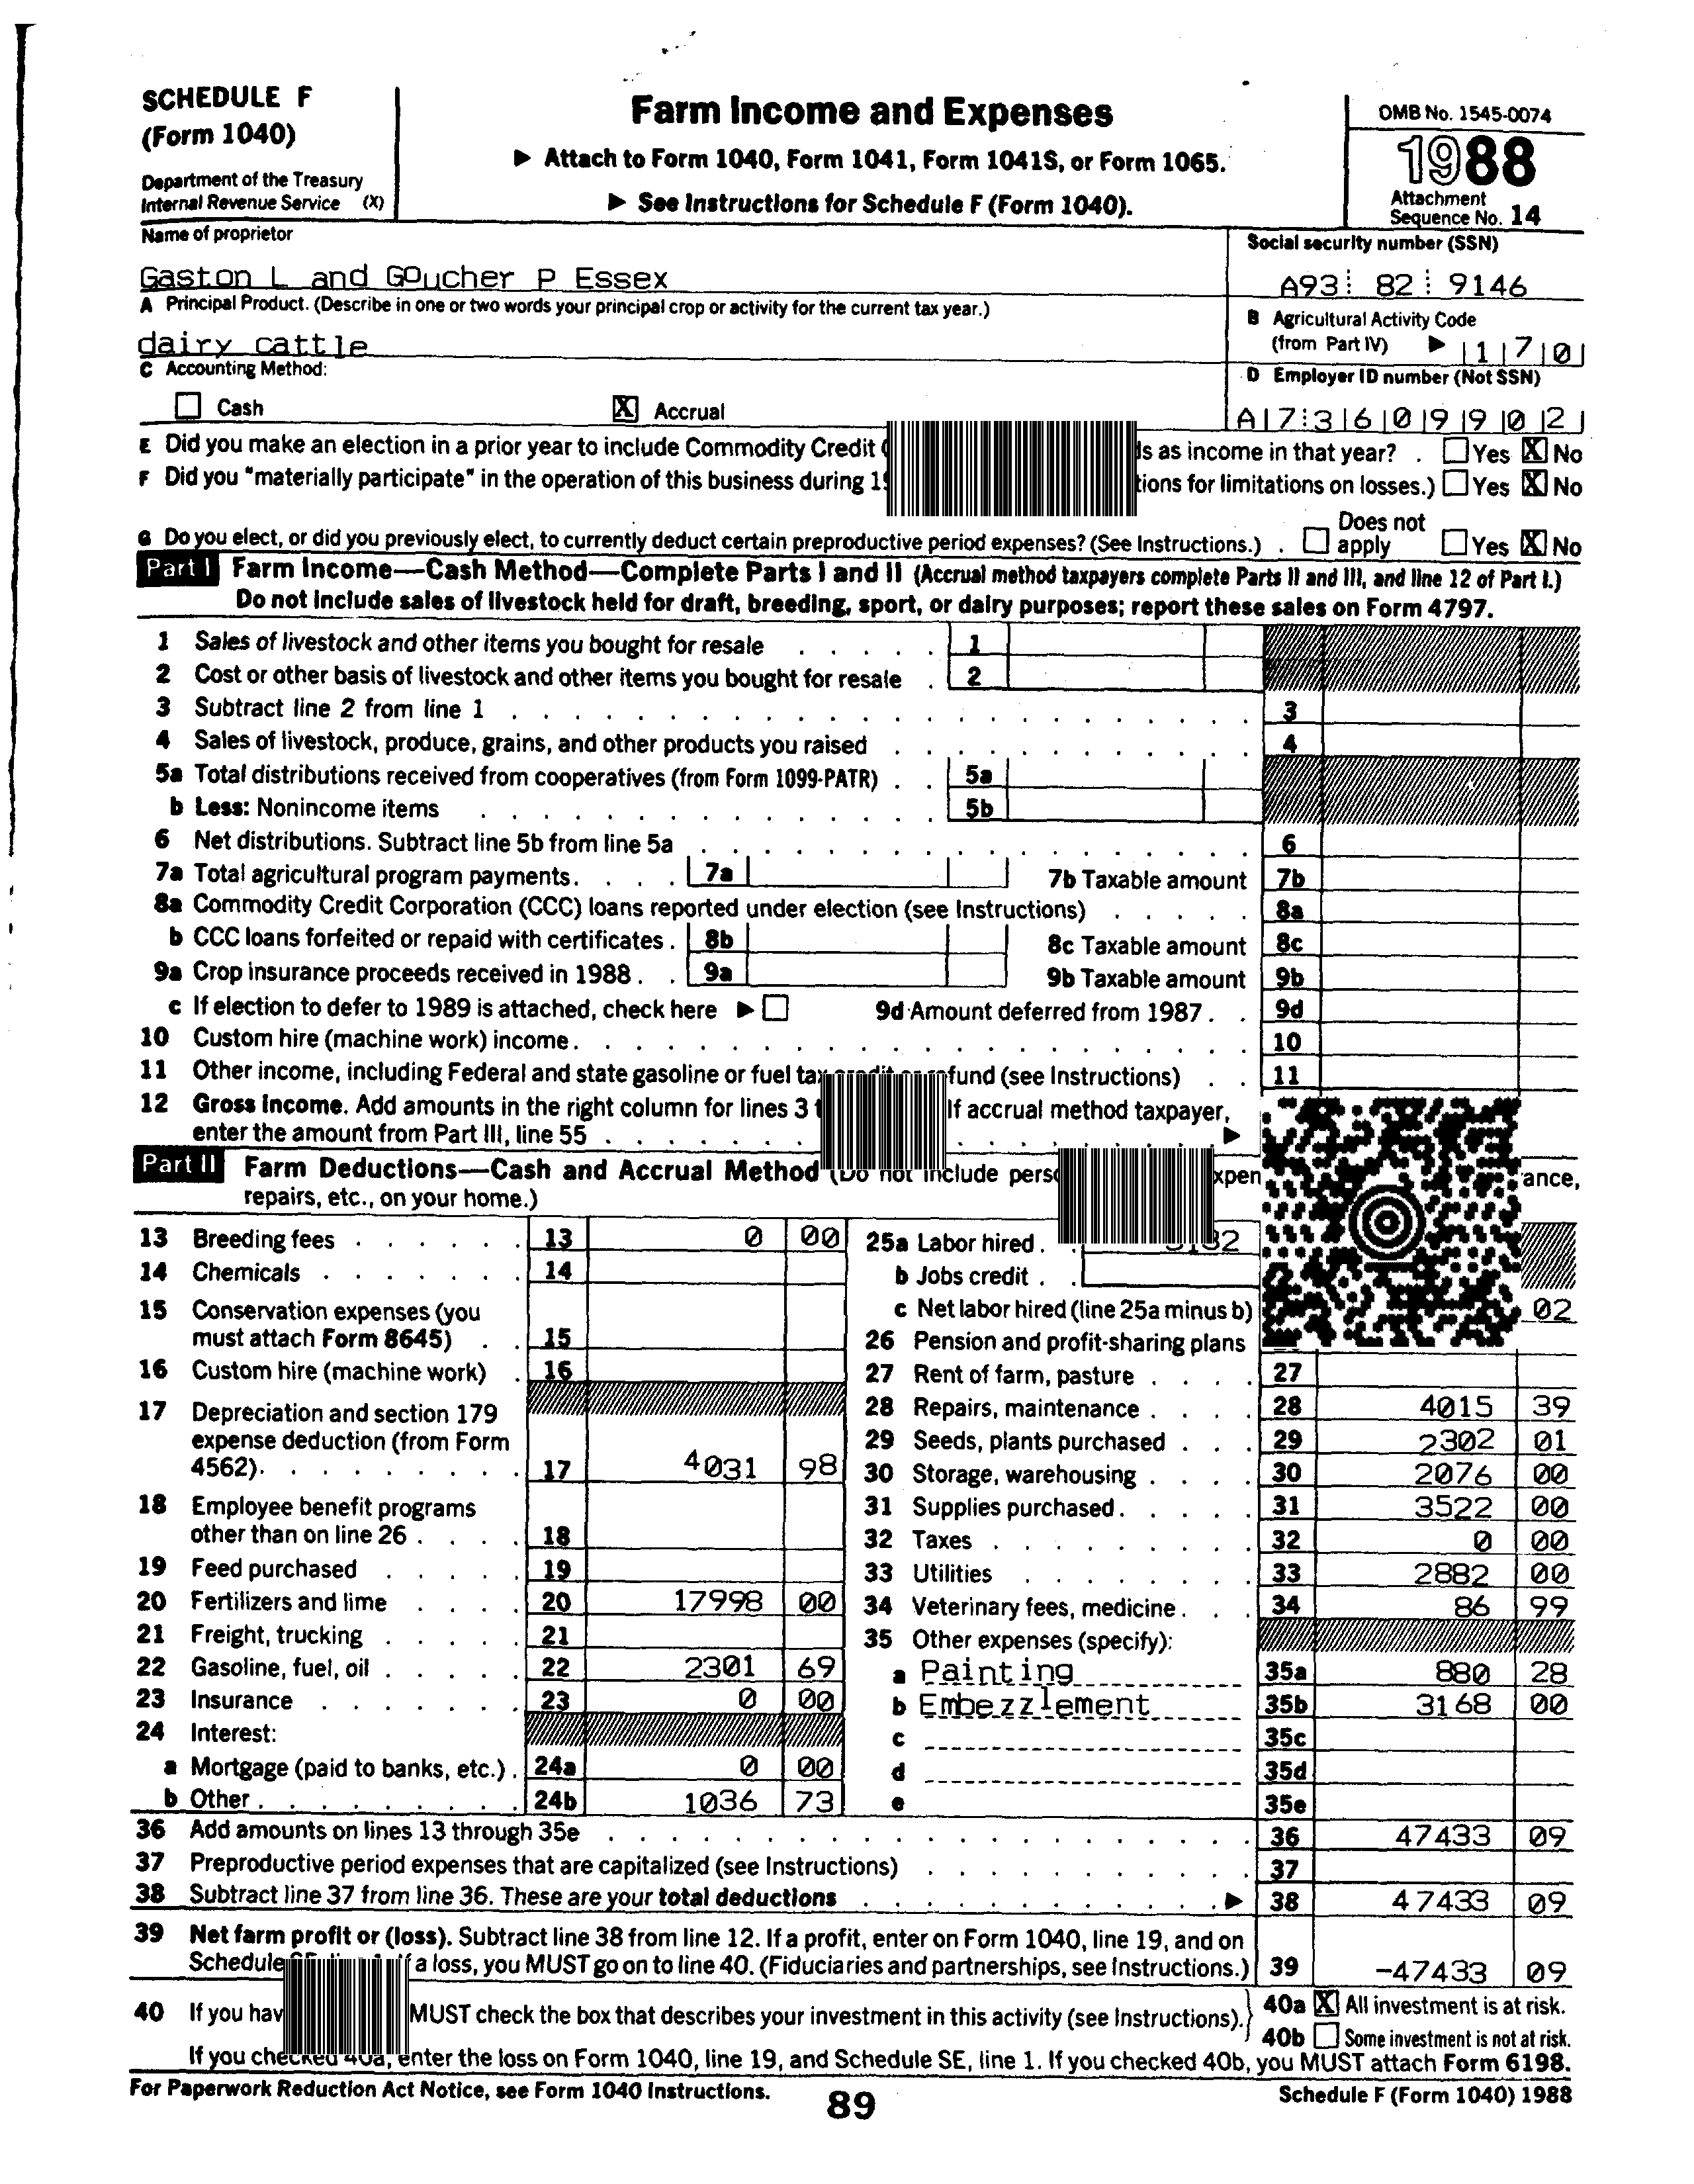 SCHEDULE F
(Form 1040)
Department of the Treasury
Internal Revenue Service (X)
Farm Income and Expenses
▶ Attach to Form 1040, Form 1041, Form 1041S, or Form 1065.
▶ See Instructions for Schedule F (Form 1040).
OMB No. 1545-0074
1988
Attachment
Sequence No. 14
Name of proprietor
Gaston L and GOucher P Essex
Social security number (SSN)
A93 82 9146
A Principal Product. (Describe in one or two words your principal crop or activity for the current tax year.)
dairy cattle
B Agricultural Activity Code
(from Part IV) ▶ 1 7 0
C Accounting Method:
Cash X Accrual
D Employer ID number (Not SSN)
A 7 3 6 0 9 9 0 2
E Did you make an election in a prior year to include Commodity Credit as income in that year? . Yes X No
F Did you "materially participate" in the operation of this business during for limitations on losses.) Yes X No
G Do you elect, or did you previously elect, to currently deduct certain preproductive period expenses? (See Instructions.) . Does not apply Yes X No
Part I Farm Income—Cash Method—Complete Parts I and II (Accrual method taxpayers complete Parts II and III, and line 12 of Part I.)
Do not include sales of livestock held for draft, breeding, sport, or dairy purposes; report these sales on Form 4797.
1 Sales of livestock and other items you bought for resale . . . . . 1
2 Cost or other basis of livestock and other items you bought for resale . 2
3 Subtract line 2 from line 1 . . . 3
4 Sales of livestock, produce, grains, and other products you raised . . . 4
5a Total distributions received from cooperatives (from Form 1099-PATR) . . 5a
b Less: Nonincome items . . . 5b
6 Net distributions. Subtract line 5b from line 5a . . . 6
7a Total agricultural program payments. . . . . 7a 7b Taxable amount 7b
8a Commodity Credit Corporation (CCC) loans reported under election (see Instructions) . . . . . 8a
b CCC loans forfeited or repaid with certificates . 8b 8c Taxable amount 8c
9a Crop insurance proceeds received in 1988 . . 9a 9b Taxable amount 9b
c If election to defer to 1989 is attached, check here ▶ 9d Amount deferred from 1987 . . 9d
10 Custom hire (machine work) income . . . 10
11 Other income, including Federal and state gasoline or fuel tax (see Instructions) . . 11
12 Gross income. Add amounts in the right column for lines 3 If accrual method taxpayer,
enter the amount from Part III, line 55 . . . ▶
Part II Farm Deductions—Cash and Accrual Method (Do not include
repairs, etc., on your home.)
13 Breeding fees . . . . . . 13 0 00
14 Chemicals . . . . . . . 14
15 Conservation expenses (you
must attach Form 8645) . . 15
16 Custom hire (machine work) . 16
17 Depreciation and section 179
expense deduction (from Form
4562). . . . . . . . . 17 4031 98
18 Employee benefit programs
other than on line 26 . . . . 18
19 Feed purchased . . . . . 19
20 Fertilizers and lime . . . . 20 17998 00
21 Freight, trucking . . . . . 21
22 Gasoline, fuel, oil . . . . . 22 2301 69
23 Insurance . . . . . . . 23 0 00
24 Interest:
a Mortgage (paid to banks, etc.) . 24a 0 00
b Other . . . . . . . . . 24b 1036 73
25a Labor hired . .
b Jobs credit . .
c Net labor hired (line 25a minus b) 02
26 Pension and profit-sharing plans
27 Rent of farm, pasture . . . . 27
28 Repairs, maintenance . . . . 28 4015 39
29 Seeds, plants purchased . . . 29 2302 01
30 Storage, warehousing . . . . 30 2076 00
31 Supplies purchased . . . . . 31 3522 00
32 Taxes . . . . . . . . . 32 0 00
33 Utilities . . . . . . . . 33 2882 00
34 Veterinary fees, medicine . . . 34 86 99
35 Other expenses (specify):
a Painting 35a 880 28
b Embezzlement 35b 3168 00
c 35c
d 35d
e 35e
36 Add amounts on lines 13 through 35e . . . 36 47433 09
37 Preproductive period expenses that are capitalized (see Instructions) . . . 37
38 Subtract line 37 from line 36. These are your total deductions . . . ▶ 38 47433 09
39 Net farm profit or (loss). Subtract line 38 from line 12. If a profit, enter on Form 1040, line 19, and on
Schedule a loss, you MUST go on to line 40. (Fiduciaries and partnerships, see Instructions.) 39 -47433 09
40 If you MUST check the box that describes your investment in this activity (see Instructions). 40a X All investment is at risk.
40b Some investment is not at risk.
If you checked 40a, enter the loss on Form 1040, line 19, and Schedule SE, line 1. If you checked 40b, you MUST attach Form 6198.
For Paperwork Reduction Act Notice, see Form 1040 Instructions.
89
Schedule F (Form 1040) 1988